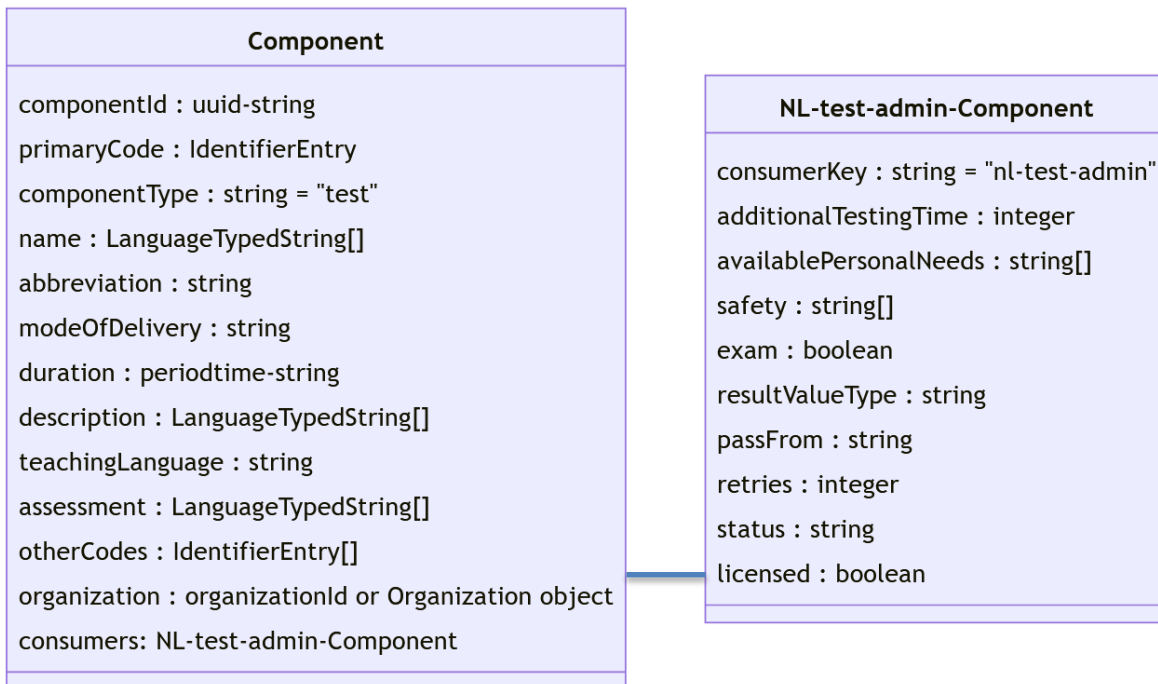 Component
componentId : uuid-string
primaryCode : IdentifierEntry
componentType : string = "test"
name : LanguageTypedString[]
abbreviation : string
modeOfDelivery : string
duration : periodtime-string
description : LanguageTypedString[]
teachingLanguage : string
assessment : LanguageTypedString[]
otherCodes : IdentifierEntry[]
organization : organizationId or Organization object
consumers: NL-test-admin-Component
NL-test-admin-Component
consumerKey : string = "nl-test-admin"
additionalTestingTime : integer
availablePersonalNeeds : string[]
safety : string[]
exam : boolean
resultValueType : string
passFrom : string
retries : integer
status : string
licensed : boolean